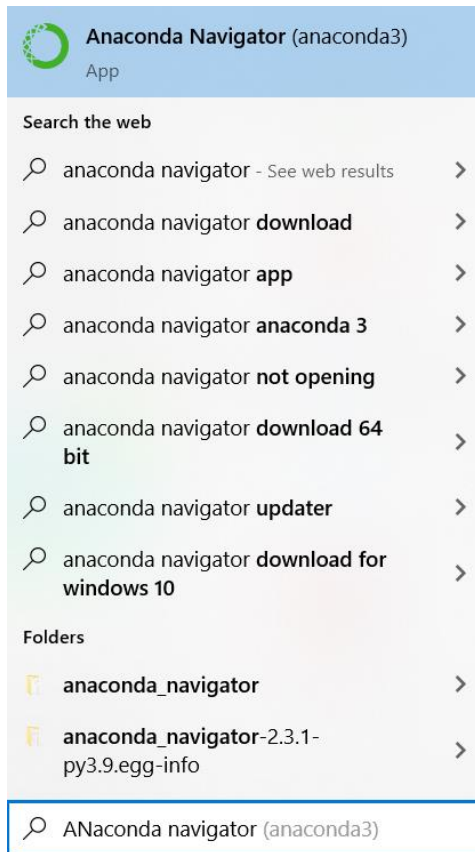 Anaconda Navigator (anaconda3)
App
Search the web
anaconda navigator - See web results
anaconda navigator download
anaconda navigator app
anaconda navigator anaconda 3
anaconda navigator not opening
anaconda navigator download 64
bit
anaconda navigator updater
anaconda navigator download for
windows 10
Folders
anaconda_navigator
anaconda_navigator-2.3.1-
py3.9.egg-info
ANaconda navigator (anaconda3)